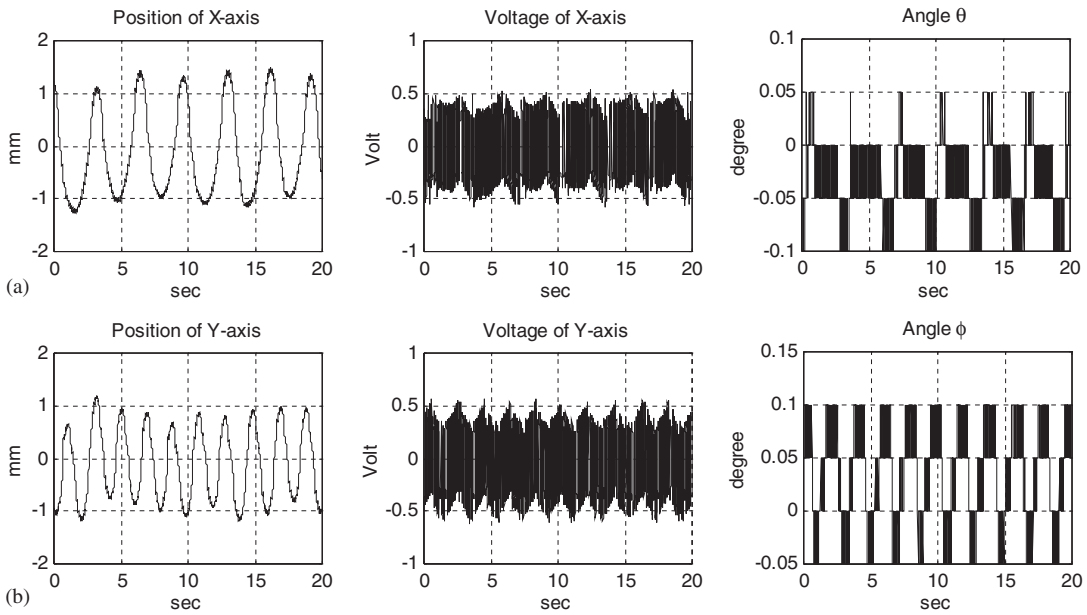 Position of X-axis
2
1
0
-1
-2
mm
0 5 10 15 20
sec
(a)
Voltage of X-axis
1
0.5
0
-0.5
-1
Volt
0 5 10 15 20
sec
Angle θ
0.1
0.05
0
-0.05
-0.1
degree
0 5 10 15 20
sec
Position of Y-axis
2
1
0
-1
-2
mm
0 5 10 15 20
sec
(b)
Voltage of Y-axis
1
0.5
0
-0.5
-1
Volt
0 5 10 15 20
sec
Angle ϕ
0.15
0.1
0.05
0
-0.05
degree
0 5 10 15 20
sec